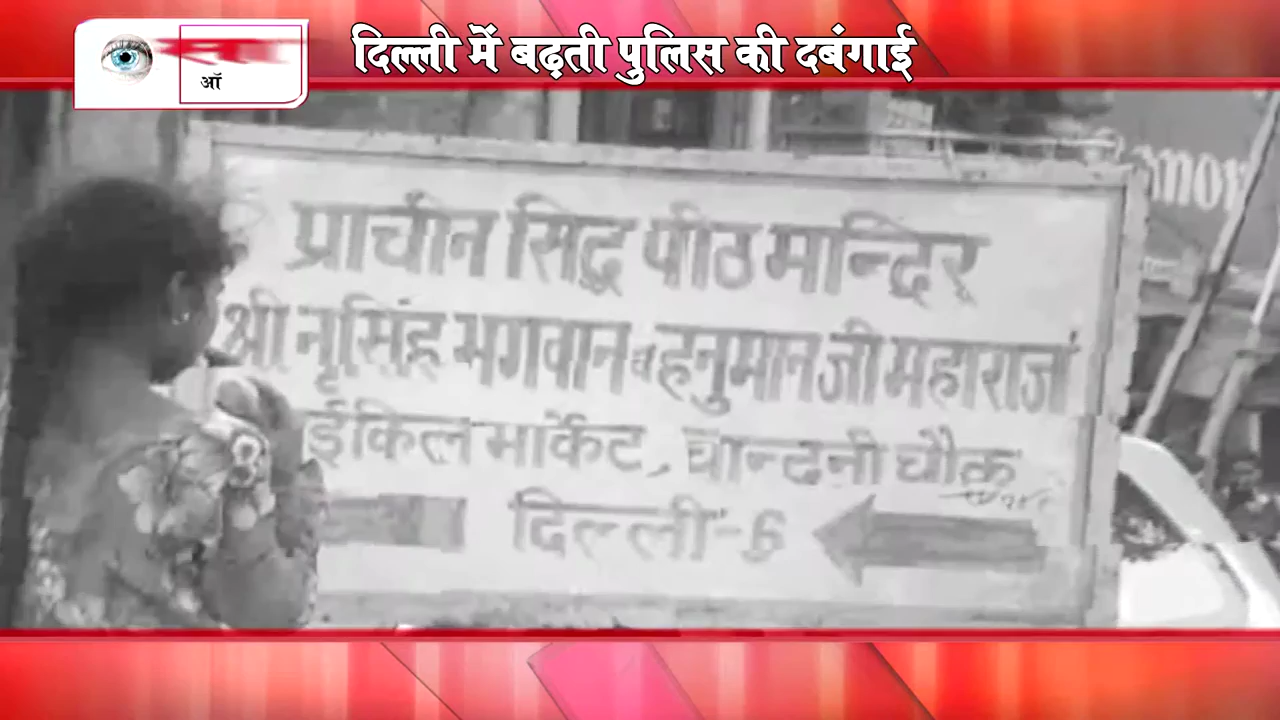 दिल्ली में बढ़ती पुलिस की दबंगाई
ऑ
प्राचीन सिद्ध पीठ मान्दिर
श्री नृसिंह भगवान व हनुमान जी महाराज
ईकिल मार्केट, चान्दनी चौक
दिल्ली-6